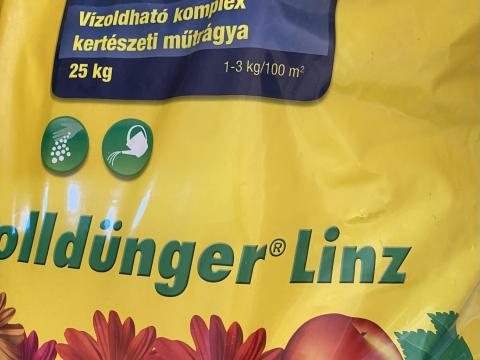 Vízoldható komplex
kertészeti műtrágya
25 kg 1-3 kg/100 m²
olldünger® Linz